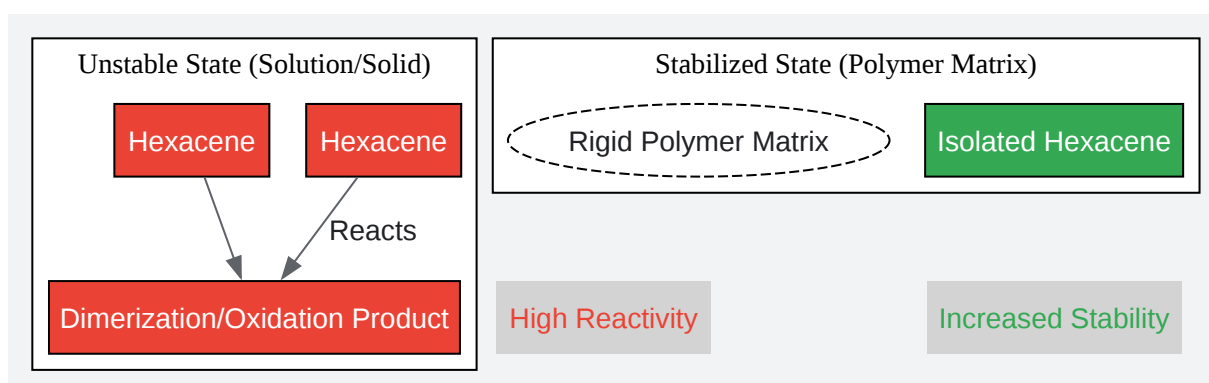 Unstable State (Solution/Solid)
Hexacene
Hexacene
Reacts
Dimerization/Oxidation Product
Stabilized State (Polymer Matrix)
Rigid Polymer Matrix
Isolated Hexacene
High Reactivity
Increased Stability